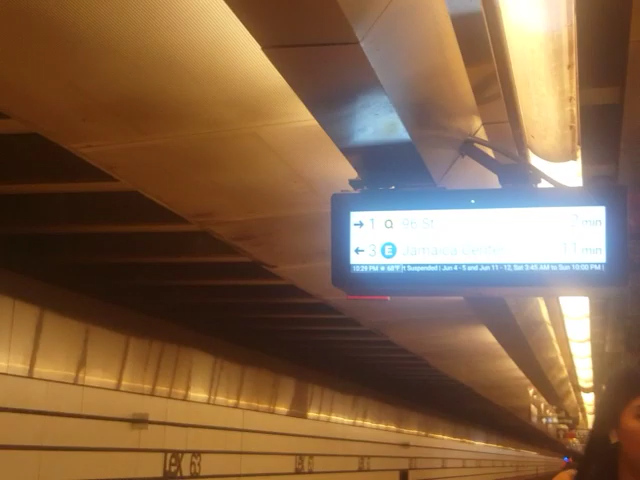 → 1 Q 96 St 2 min
← 3 E Jamaica Center 11 min
10:29 PM 68°F t Suspended | Jun 4 - 5 and Jun 11 - 12, Sat 3:45 AM to Sun 10:00 PM |
Lex 63